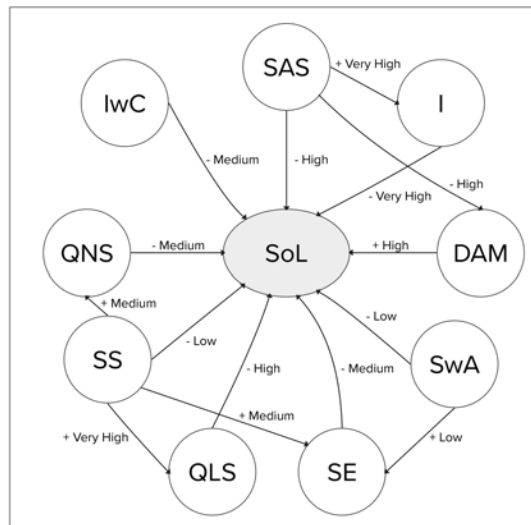 SAS
+ Very High
IwC
I
- Medium
- High
- High
- Very High
QNS
- Medium
SoL
+ High
DAM
+ Medium
- Low
- Low
SS
- High
- Medium
SwA
+ Medium
+ Very High
+ Low
QLS
SE